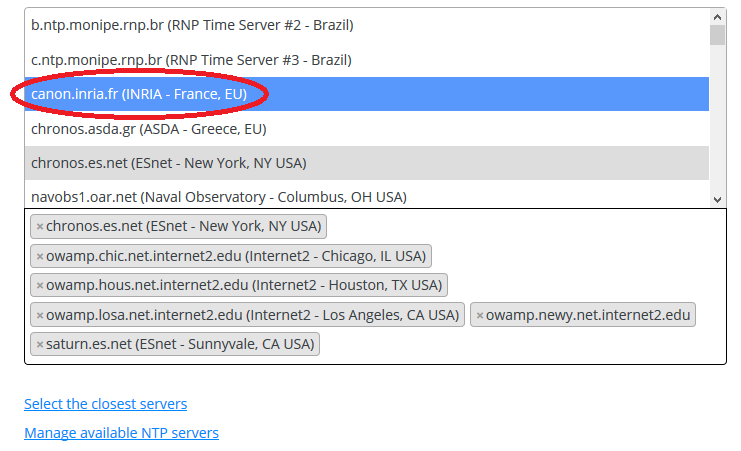 b.ntp.monipe.rnp.br (RNP Time Server #2 - Brazil)
c.ntp.monipe.rnp.br (RNP Time Server #3 - Brazil)
canon.inria.fr (INRIA - France, EU)
chronos.asda.gr (ASDA - Greece, EU)
chronos.es.net (ESnet - New York, NY USA)
navobs1.oar.net (Naval Observatory - Columbus, OH USA)
×chronos.es.net (ESnet - New York, NY USA)
×owamp.chic.net.internet2.edu (Internet2 - Chicago, IL USA)
×owamp.hous.net.internet2.edu (Internet2 - Houston, TX USA)
×owamp.losa.net.internet2.edu (Internet2 - Los Angeles, CA USA) ×owamp.newy.net.internet2.edu
×saturn.es.net (ESnet - Sunnyvale, CA USA)
Select the closest servers
Manage available NTP servers